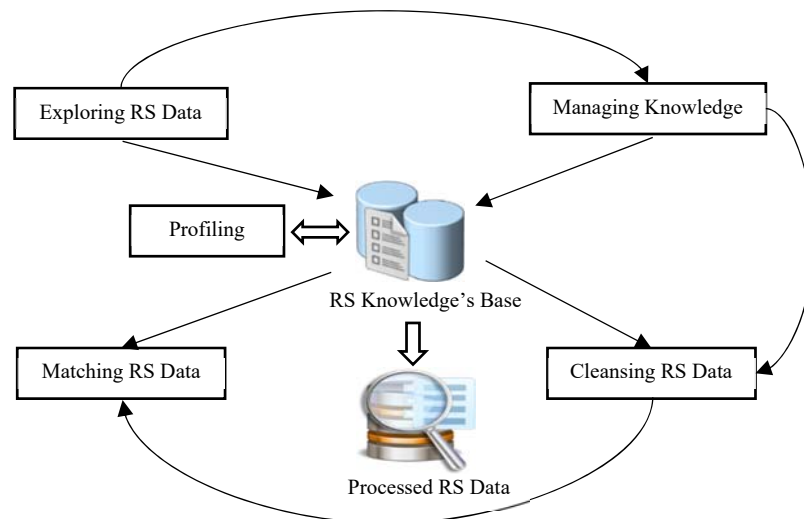 Exploring RS Data
Managing Knowledge
Profiling
RS Knowledge’s Base
Matching RS Data
Cleansing RS Data
Processed RS Data